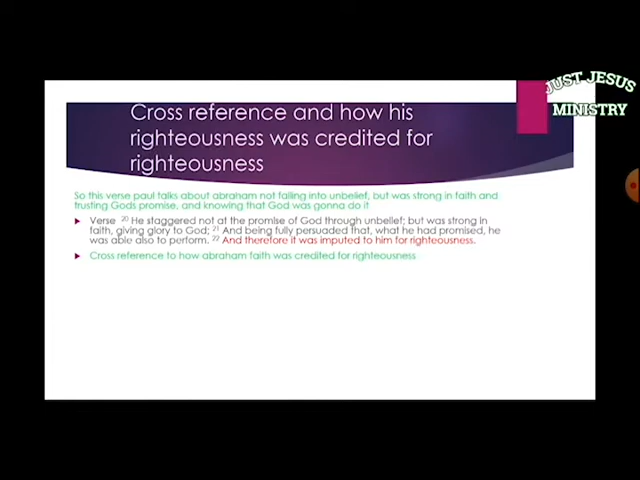 JUST JESUS
MINISTRY
Cross reference and how his
righteousness was credited for
righteousness
So this verse paul talks about abraham not failing into unbelief, but was strong in faith and
trusting Gods promise, and knowing that God was gonna do it
Verse 20 He staggered not at the promise of God through unbelief; but was strong in
faith, giving glory to God; 21 And being fully persuaded that, what he had promised, he
was able also to perform. 22 And therefore it was imputed to him for righteousness.
Cross reference to how abraham faith was credited for righteousness